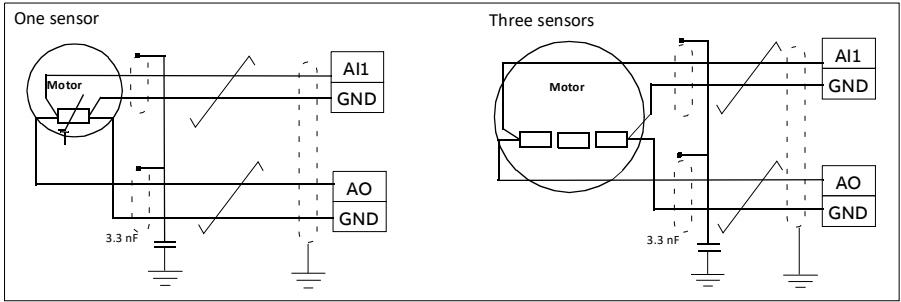 One sensor
Motor
AI1
GND
AO
GND
3.3 nF
Three sensors
Motor
AI1
GND
AO
GND
3.3 nF